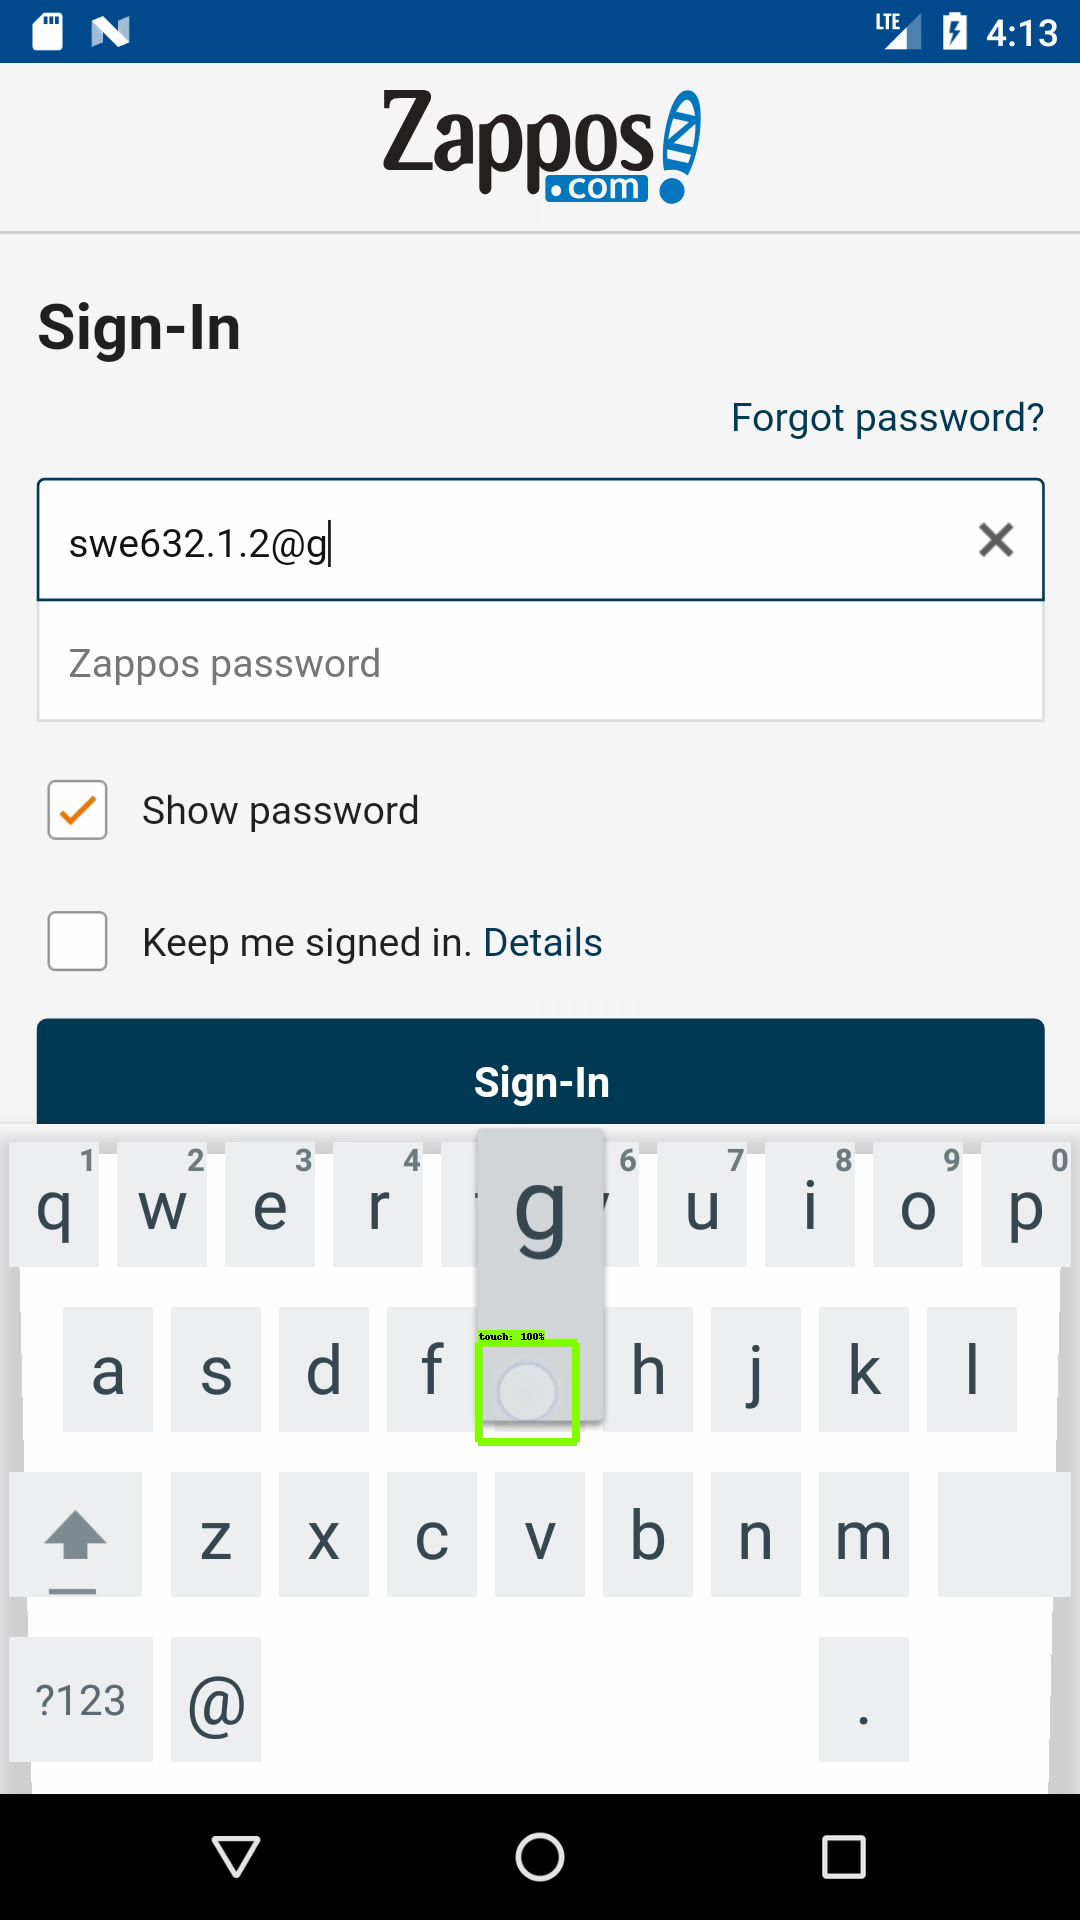 LTE 4:13
Zappos
.com
Sign-In
Forgot password?
swe632.1.2@g
Zappos password
Show password
Keep me signed in. Details
Sign-In
1 2 3 4 6 7 8 9 0
q w e r g u i o p
touch: 100%
a s d f h j k l
z x c v b n m
?123 @ .